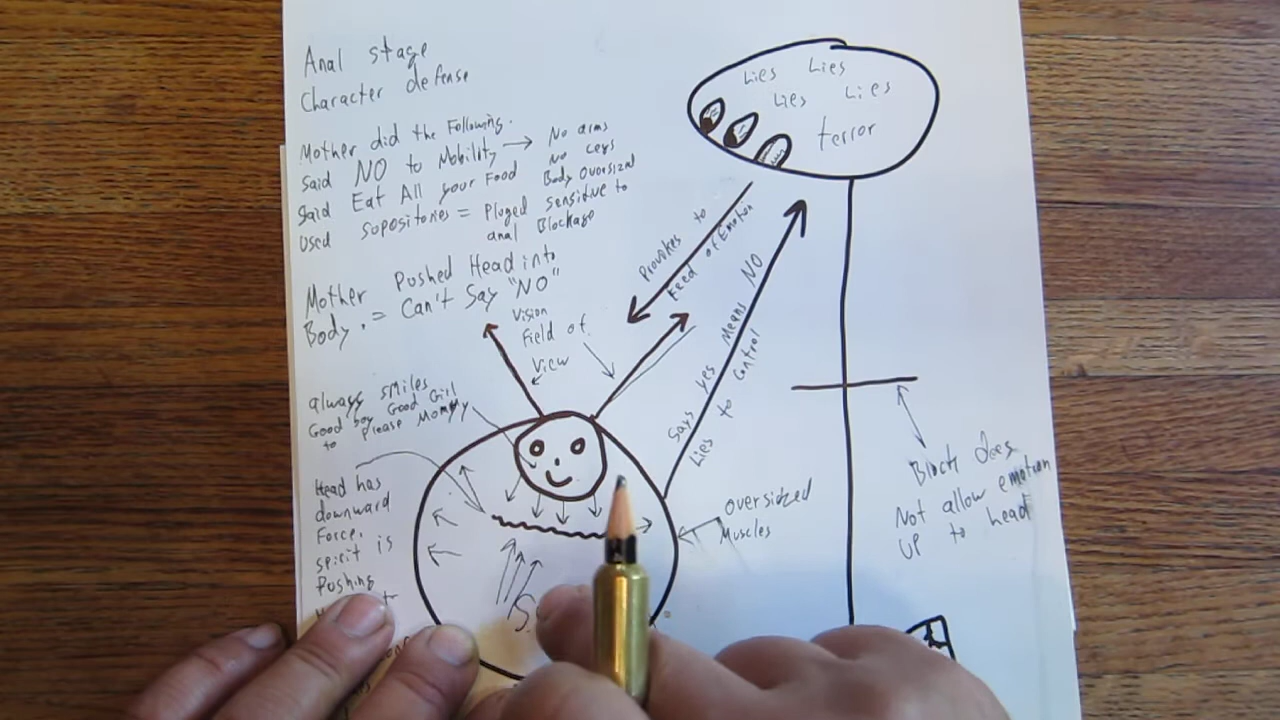 Anal stage
Character defense
Mother did the Following.
Said NO to Mobility → No arms
No legs
Said Eat All your Food Body Oversized
Used sopositories = Pluged sensitive to
anal Blockage
Mother Pushed Head into
Body. = Can't Say "NO"
Vision
Field of
View
always smiles
Good boy Good Girl
to Please Mommy
Head has
downward
Force.
spirit is
Pushing
Lies Lies
Lies Lies
terror
Provokes to
Feed of Emotion
Says yes Means NO
Lies to Control
oversized
Muscles
Block does
Not allow emotion
UP to head